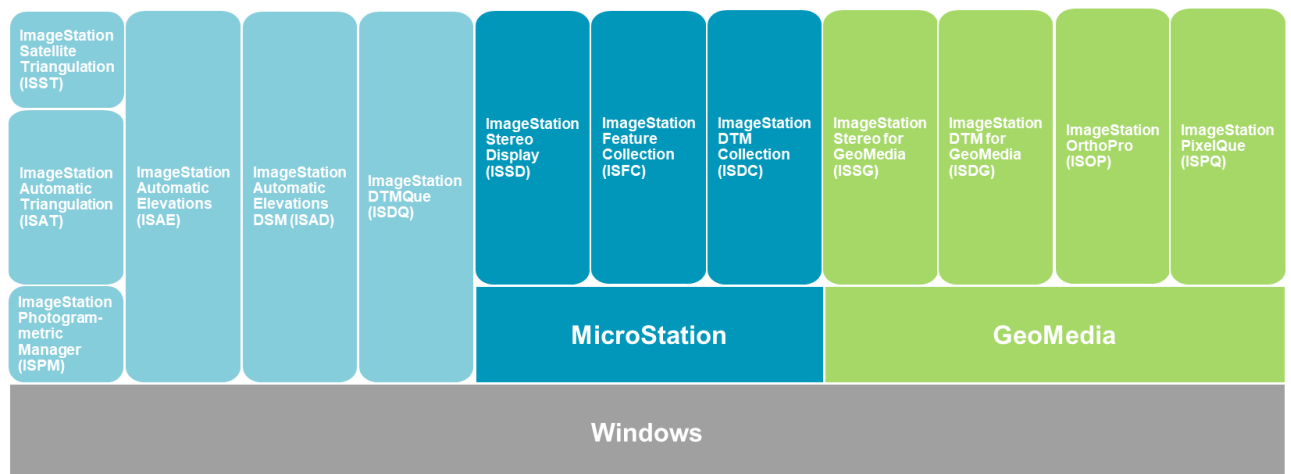 ImageStation
Satellite
Triangulation
(ISST)
ImageStation
Automatic
Triangulation
(ISAT)
ImageStation
Photogram-
metric
Manager
(ISPM)
ImageStation
Automatic
Elevations
(ISAE)
ImageStation
Automatic
Elevations
DSM (ISAD)
ImageStation
DTMQue
(ISDQ)
ImageStation
Stereo
Display
(ISSD)
ImageStation
Feature
Collection
(ISFC)
ImageStation
DTM
Collection
(ISDC)
ImageStation
Stereo for
GeoMedia
(ISSG)
ImageStation
DTM for
GeoMedia
(ISDG)
ImageStation
OrthoPro
(ISOP)
ImageStation
PixelQue
(ISPQ)
MicroStation
GeoMedia
Windows